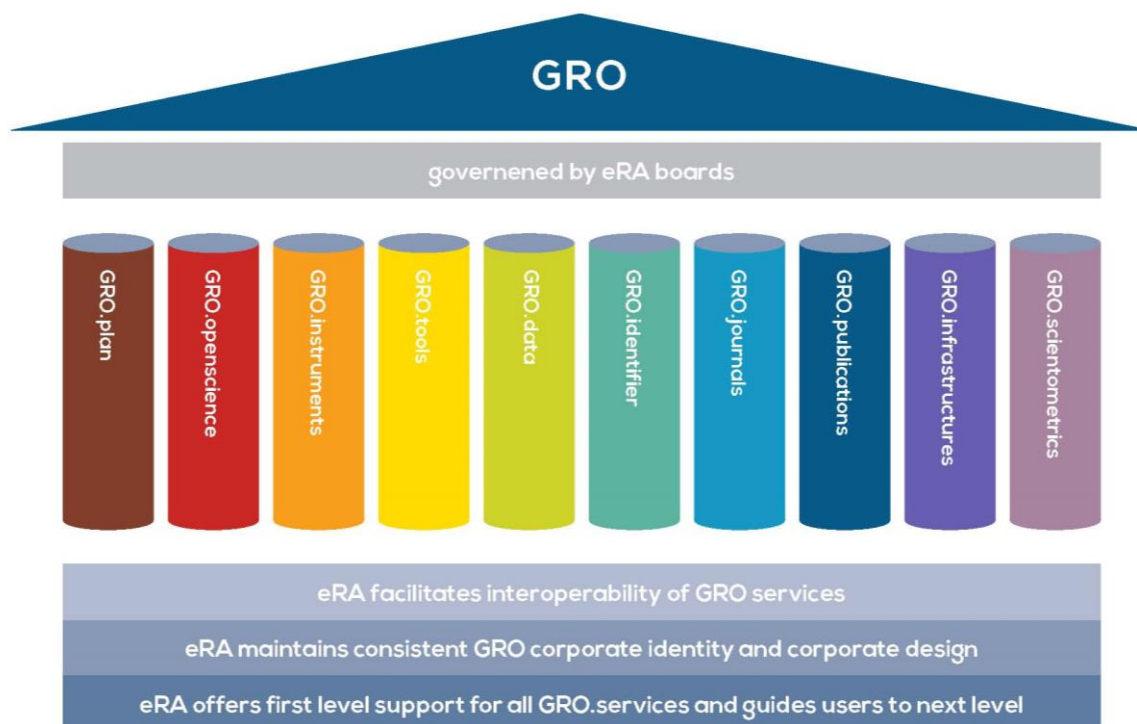 GRO
governened by eRA boards
GRO.plan
GRO.openscience
GRO.instruments
GRO.tools
GRO.data
GRO.identifier
GRO.journals
GRO.publications
GRO.infrastructures
GRO.scientometrics
eRA facilitates interoperability of GRO services
eRA maintains consistent GRO corporate identity and corporate design
eRA offers first level support for all GRO.services and guides users to next level